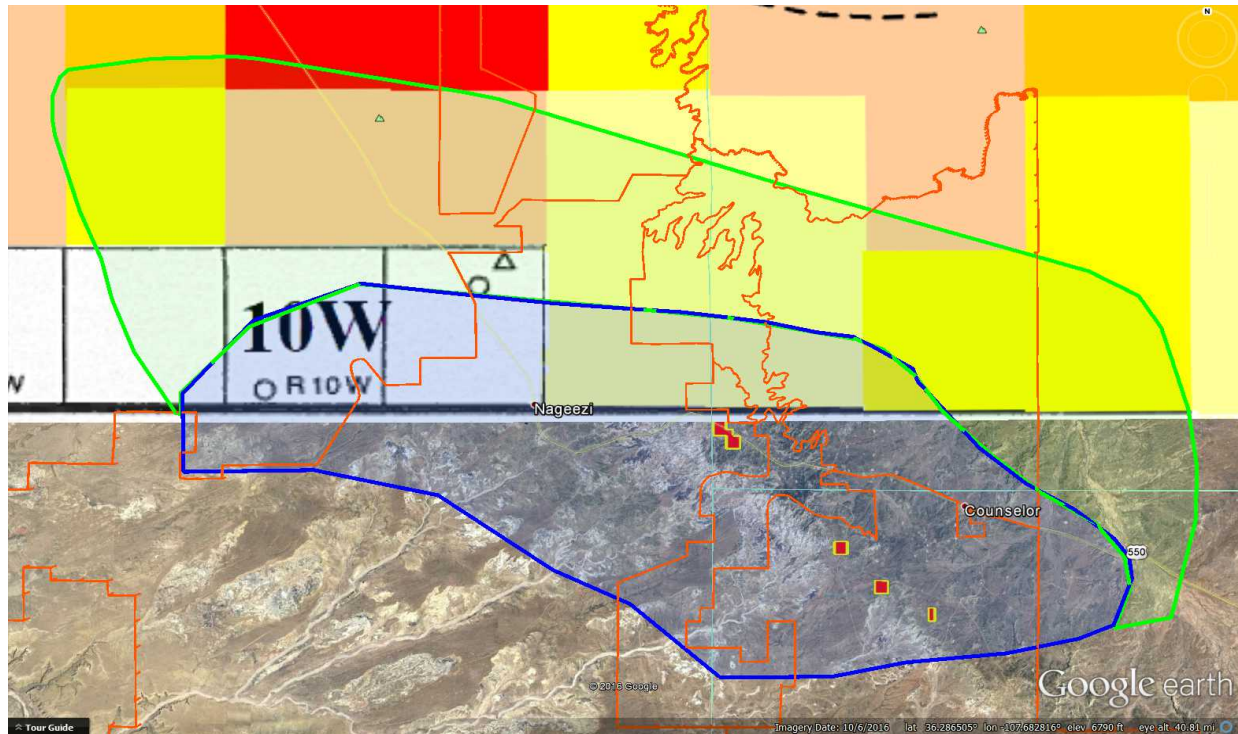 N
10W
W
R 10 W
Nageezi
Counselor
550
© 2016 Google
Google earth
Tour Guide
Imagery Date: 10/6/2016 lat 36.286505° lon -107.682816° elev 6790 ft eye alt 40.81 mi